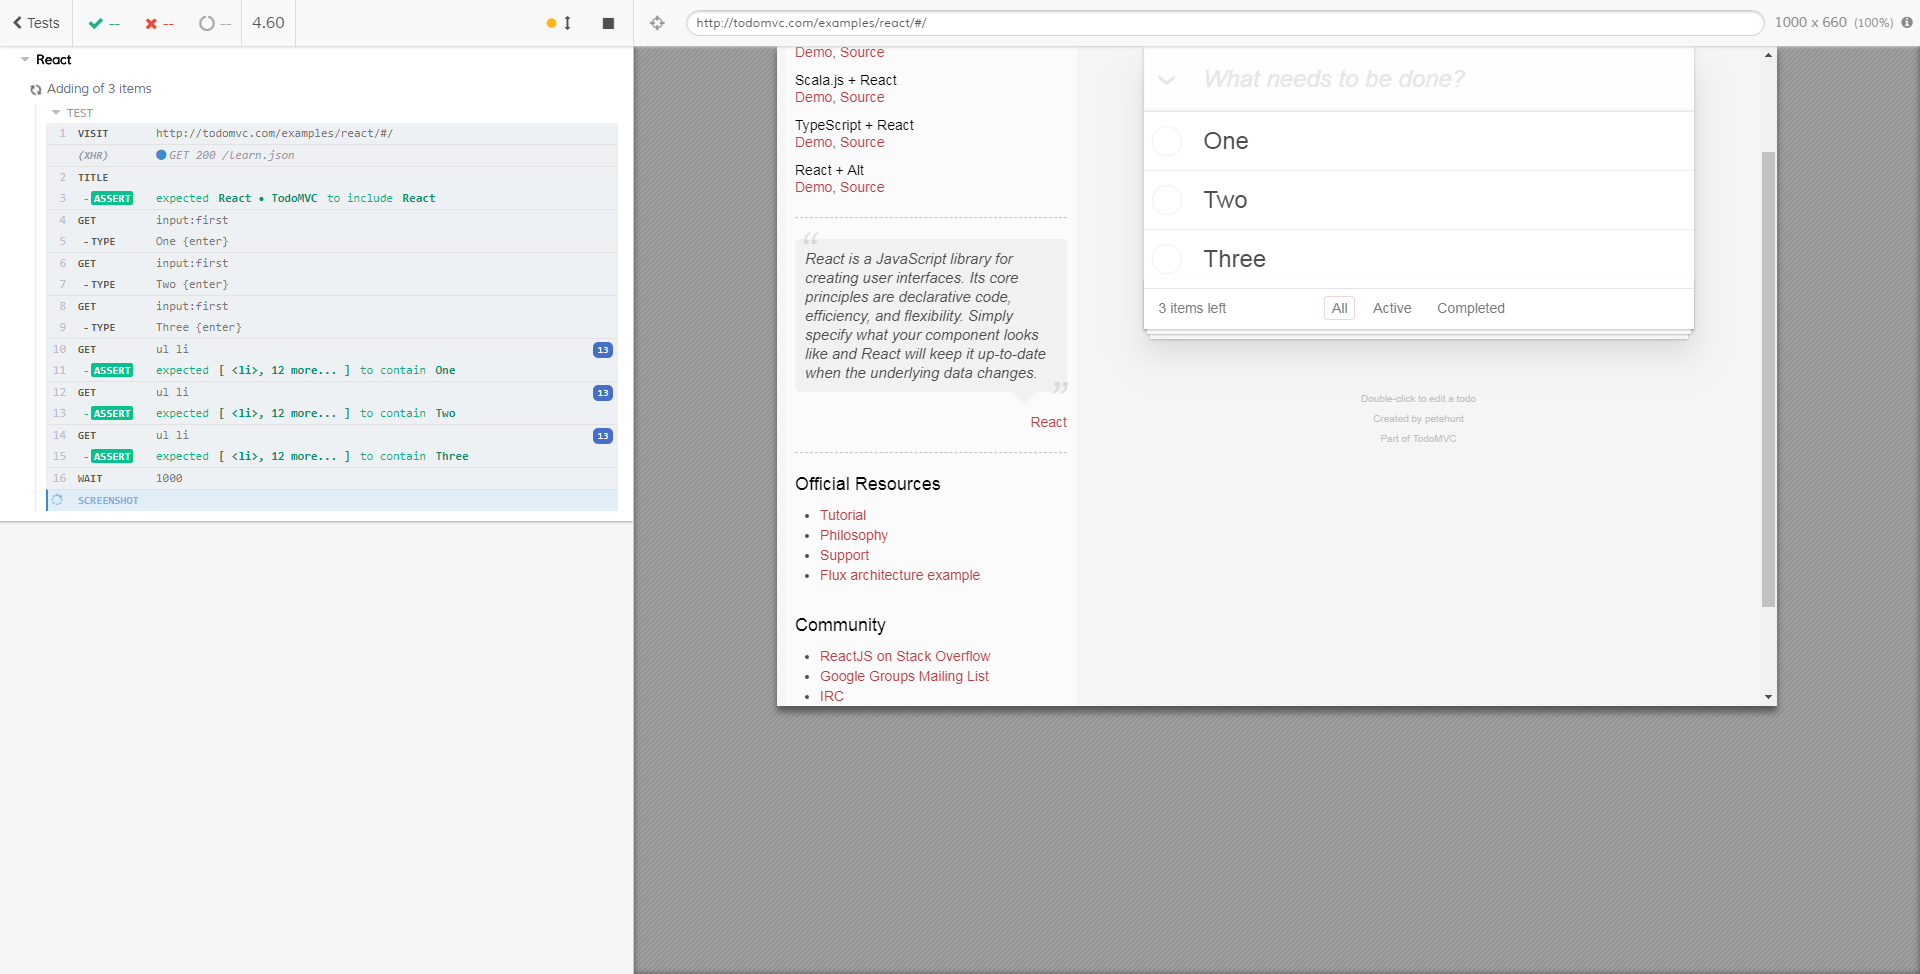 Tests -- -- -- 4.60
http://todomvc.com/examples/react/#/ 1000 x 660 (100%)
React
Adding of 3 items
TEST
1 VISIT http://todomvc.com/examples/react/#/
(XHR) GET 200 /learn.json
2 TITLE
3 -ASSERT expected React • TodoMVC to include React
4 GET input:first
5 -TYPE One {enter}
6 GET input:first
7 -TYPE Two {enter}
8 GET input:first
9 -TYPE Three {enter}
10 GET ul li 13
11 -ASSERT expected [ <li>, 12 more... ] to contain One
12 GET ul li 13
13 -ASSERT expected [ <li>, 12 more... ] to contain Two
14 GET ul li 13
15 -ASSERT expected [ <li>, 12 more... ] to contain Three
16 WAIT 1000
SCREENSHOT
Demo, Source
Scala.js + React
Demo, Source
TypeScript + React
Demo, Source
React + Alt
Demo, Source
“
React is a JavaScript library for
creating user interfaces. Its core
principles are declarative code,
efficiency, and flexibility. Simply
specify what your component looks
like and React will keep it up-to-date
when the underlying data changes.
”
React
Official Resources
• Tutorial
• Philosophy
• Support
• Flux architecture example
Community
• ReactJS on Stack Overflow
• Google Groups Mailing List
• IRC
What needs to be done?
One
Two
Three
3 items left All Active Completed
Double-click to edit a todo
Created by petehunt
Part of TodoMVC